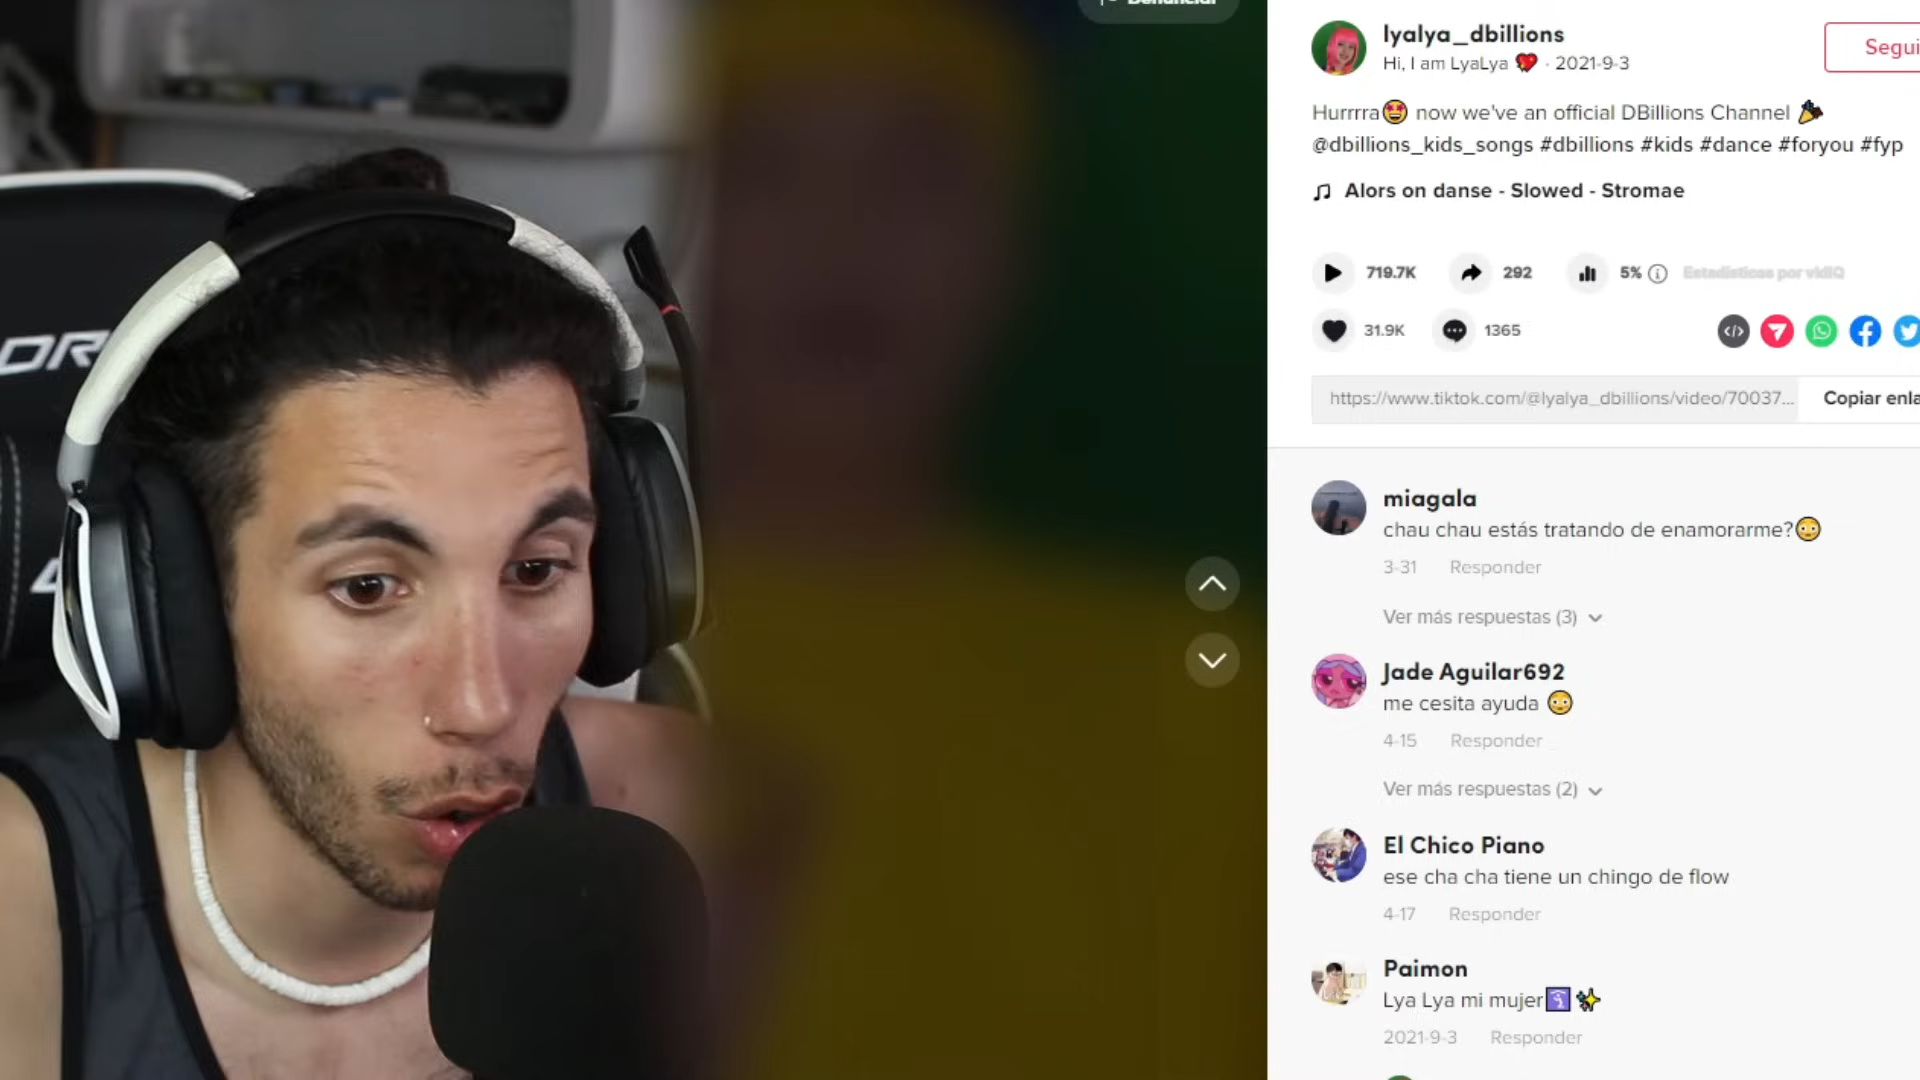 Denunciar
lyalya_dbillions
Hi, I am LyaLya 💘 · 2021-9-3
Segui
Hurrrra🤩 now we've an official DBillions Channel 🎉
@dbillions_kids_songs #dbillions #kids #dance #foryou #fyp
♫ Alors on danse - Slowed - Stromae
719.7K 292 5% Estadísticas por vidIQ
31.9K 1365
https://www.tiktok.com/@lyalya_dbillions/video/70037...
Copiar enla
miagala
chau chau estás tratando de enamorarme?😳
3-31 Responder
Ver más respuestas (3)
Jade Aguilar692
me cesita ayuda 😳
4-15 Responder
Ver más respuestas (2)
El Chico Piano
ese cha cha tiene un chingo de flow
4-17 Responder
Paimon
Lya Lya mi mujer🛐✨
2021-9-3 Responder